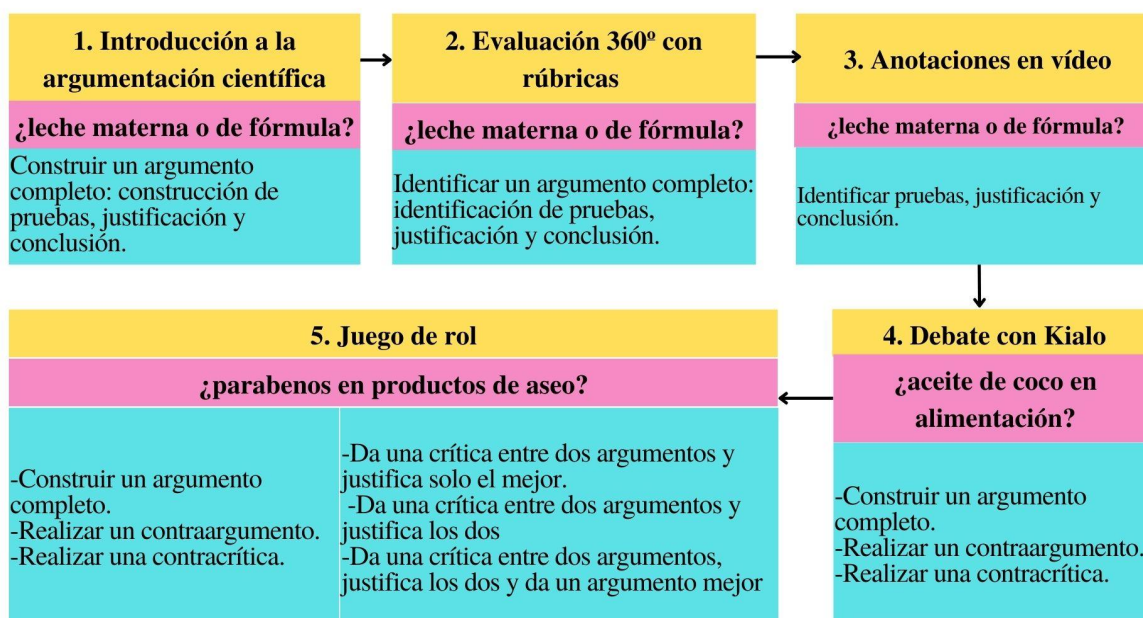 1. Introducción a la
argumentación científica
¿leche materna o de fórmula?
Construir un argumento
completo: construcción de
pruebas, justificación y
conclusión.
2. Evaluación 360º con
rúbricas
¿leche materna o de fórmula?
Identificar un argumento completo:
identificación de pruebas,
justificación y conclusión.
3. Anotaciones en vídeo
¿leche materna o de fórmula?
Identificar pruebas, justificación y
conclusión.
4. Debate con Kialo
¿aceite de coco en
alimentación?
-Construir un argumento
completo.
-Realizar un contraargumento.
-Realizar una contracrítica.
5. Juego de rol
¿parabenos en productos de aseo?
-Construir un argumento
completo.
-Realizar un contraargumento.
-Realizar una contracrítica.
-Da una crítica entre dos argumentos y
justifica solo el mejor.
-Da una crítica entre dos argumentos y
justifica los dos
-Da una crítica entre dos argumentos,
justifica los dos y da un argumento mejor